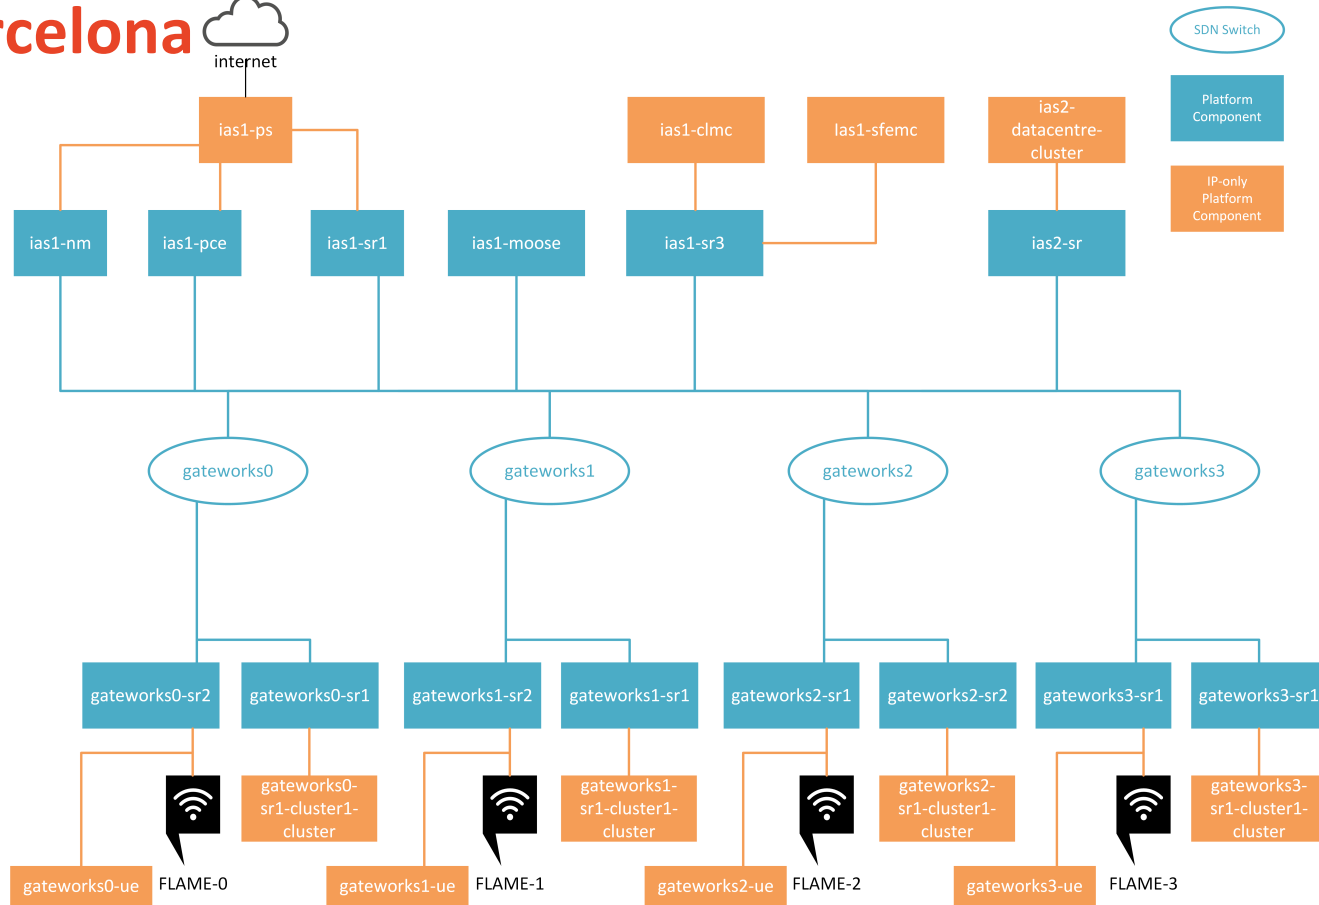 rcelona
internet
SDN Switch
Platform
Component
IP-only
Platform
Component
ias1-ps
ias1-clmc
Ias1-sfemc
ias2-
datacentre-
cluster
ias1-nm
ias1-pce
ias1-sr1
ias1-moose
ias1-sr3
ias2-sr
gateworks0
gateworks1
gateworks2
gateworks3
gateworks0-sr2
gateworks0-sr1
gateworks1-sr2
gateworks1-sr1
gateworks2-sr1
gateworks2-sr2
gateworks3-sr1
gateworks3-sr1
gateworks0-
sr1-cluster1-
cluster
gateworks1-
sr1-cluster1-
cluster
gateworks2-
sr1-cluster1-
cluster
gateworks3-
sr1-cluster1-
cluster
gateworks0-ue
FLAME-0
gateworks1-ue
FLAME-1
gateworks2-ue
FLAME-2
gateworks3-ue
FLAME-3